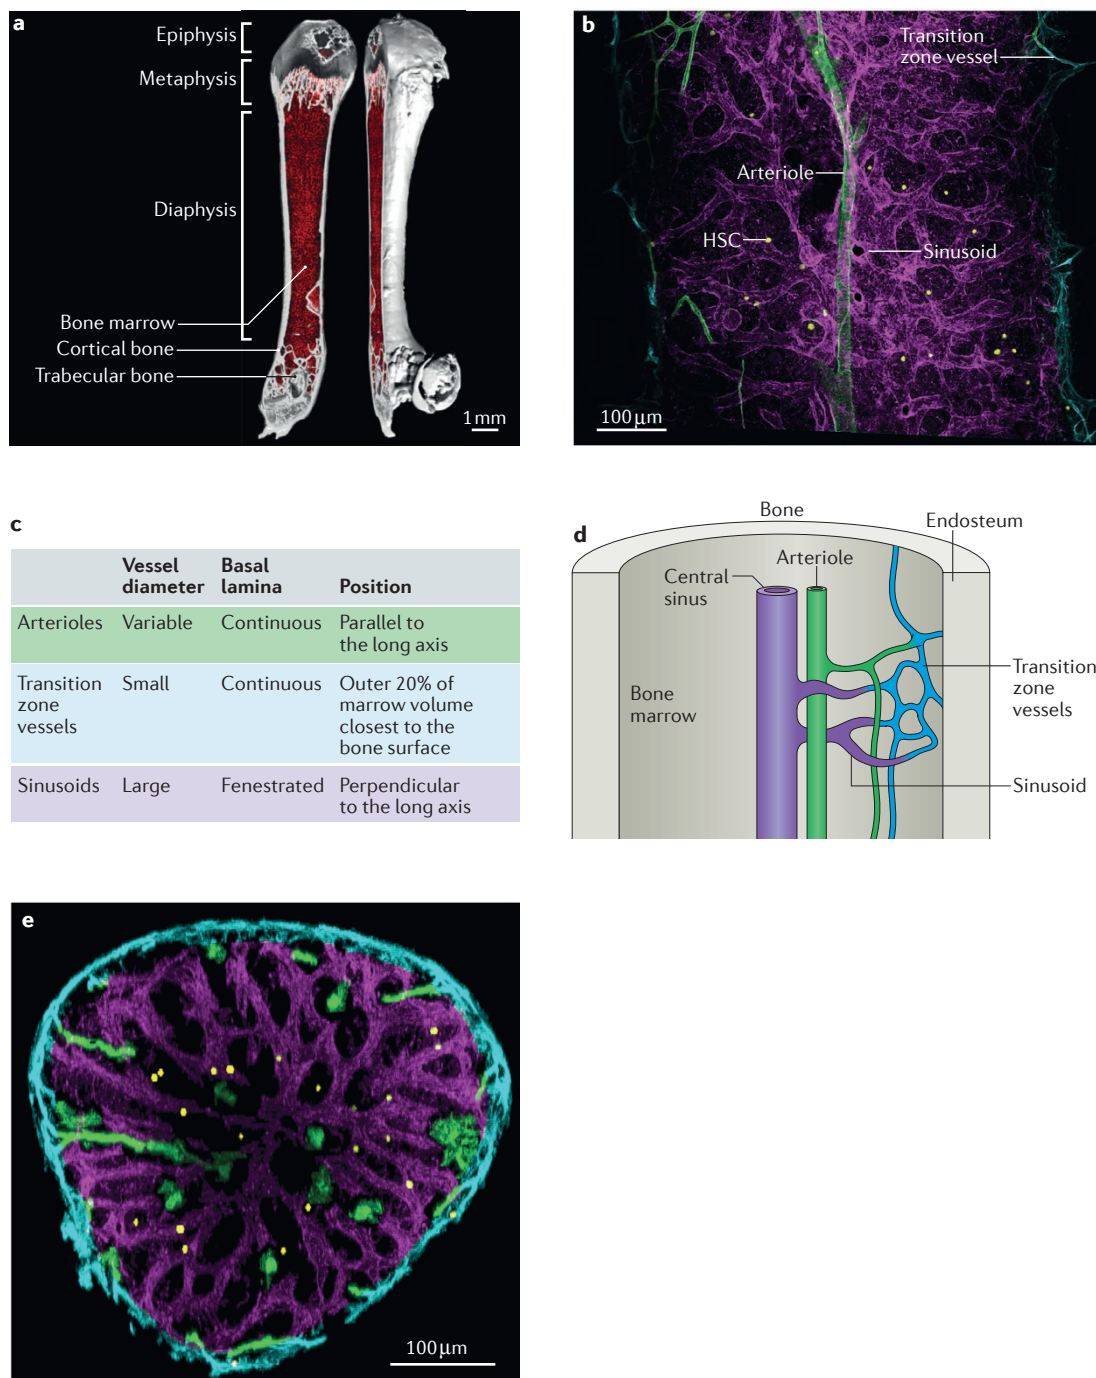 a
Epiphysis
Metaphysis
Diaphysis
Bone marrow
Cortical bone
Trabecular bone
1 mm
b
Transition
zone vessel
Arteriole
HSC
Sinusoid
100 µm
c
Vessel diameter
Basal lamina
Position
Arterioles
Variable
Continuous
Parallel to
the long axis
Transition
zone
vessels
Small
Continuous
Outer 20% of
marrow volume
closest to the
bone surface
Sinusoids
Large
Fenestrated
Perpendicular
to the long axis
d
Bone
Endosteum
Arteriole
Central
sinus
Transition
zone
vessels
Bone
marrow
Sinusoid
e
100 µm